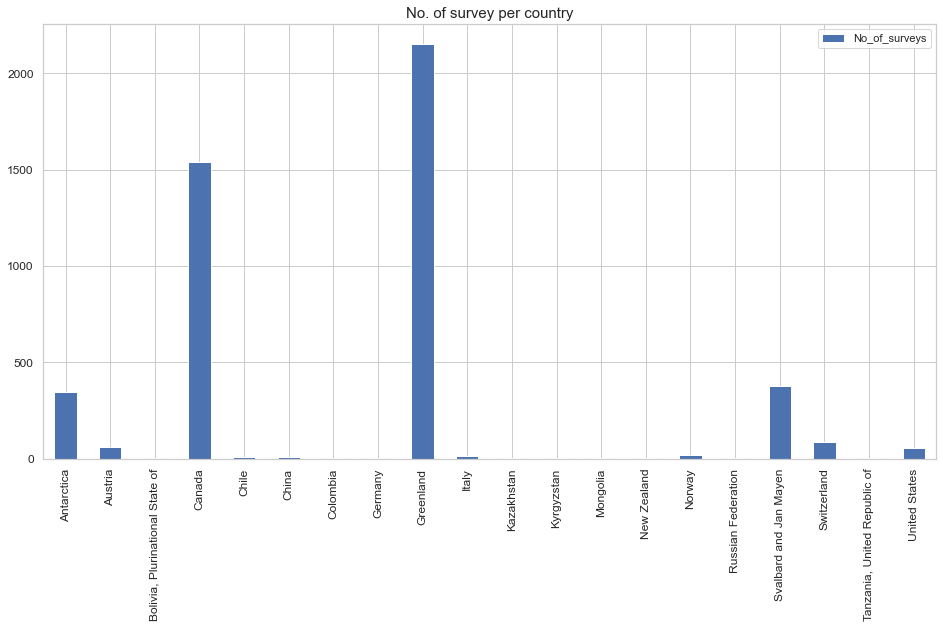 No. of survey per country
No_of_surveys
2000
1500
1000
500
0
Antarctica
Austria
Bolivia, Plurinational State of
Canada
Chile
China
Colombia
Germany
Greenland
Italy
Kazakhstan
Kyrgyzstan
Mongolia
New Zealand
Norway
Russian Federation
Svalbard and Jan Mayen
Switzerland
Tanzania, United Republic of
United States